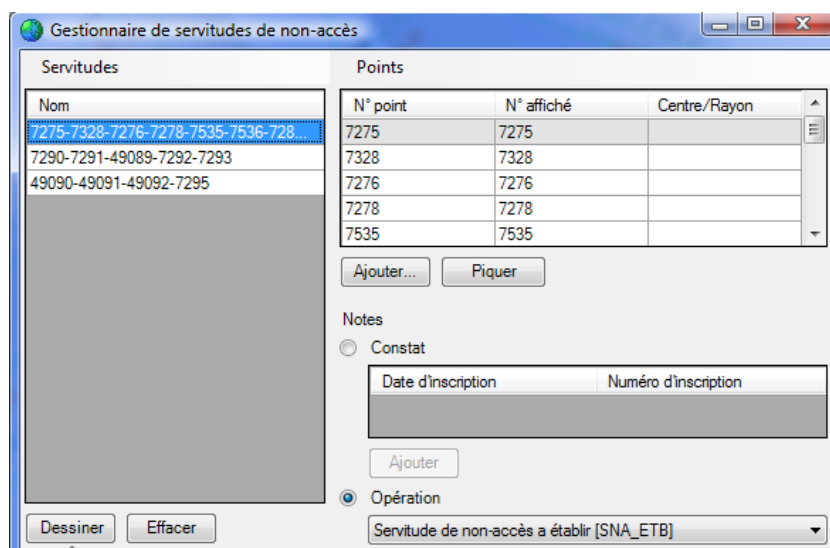 Gestionnaire de servitudes de non-accès
Servitudes
Nom
7275-7328-7276-7278-7535-7536-728...
7290-7291-49089-7292-7293
49090-49091-49092-7295
Dessiner Effacer
Points
N° point N° affiché Centre/Rayon
7275 7275
7328 7328
7276 7276
7278 7278
7535 7535
Ajouter... Piquer
Notes
Constat
Date d'inscription Numéro d'inscription
Ajouter
Opération
Servitude de non-accès a établir [SNA_ETB]